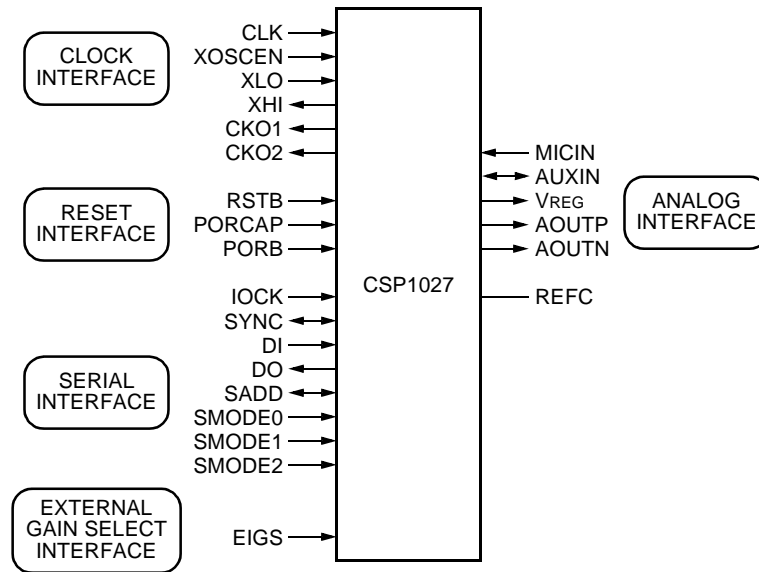 CLOCK
INTERFACE
CLK
XOSCEN
XLO
XHI
CKO1
CKO2
RESET
INTERFACE
RSTB
PORCAP
PORB
SERIAL
INTERFACE
IOCK
SYNC
DI
DO
SADD
SMODE0
SMODE1
SMODE2
EXTERNAL
GAIN SELECT
INTERFACE
EIGS
CSP1027
MICIN
AUXIN
VREG
AOUTP
AOUTN
REFC
ANALOG
INTERFACE